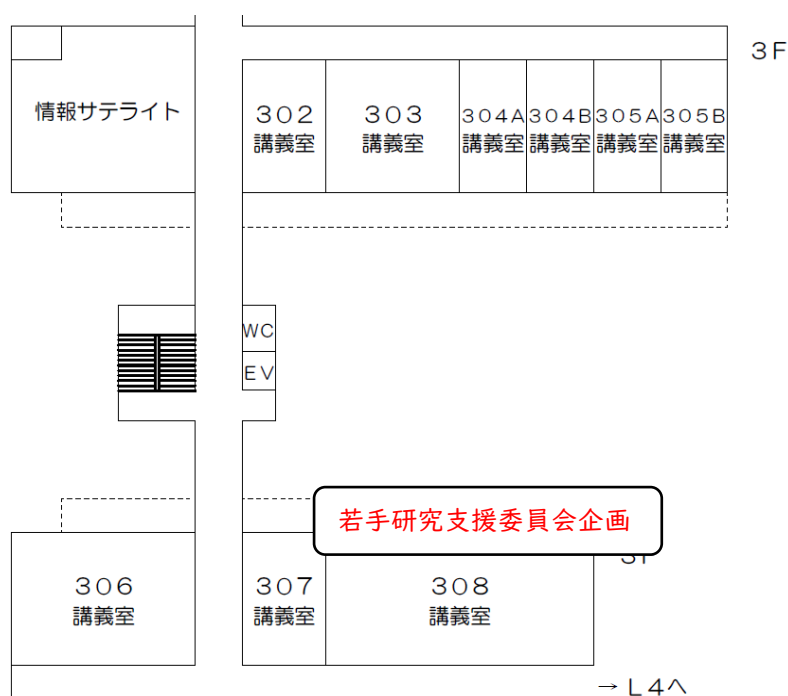 ３Ｆ
情報サテライト
３０２
講義室
３０３
講義室
３０４Ａ
講義室
３０４Ｂ
講義室
３０５Ａ
講義室
３０５Ｂ
講義室
ＷＣ
ＥＶ
若手研究支援委員会企画
３０６
講義室
３０７
講義室
３０８
講義室
→ Ｌ４へ